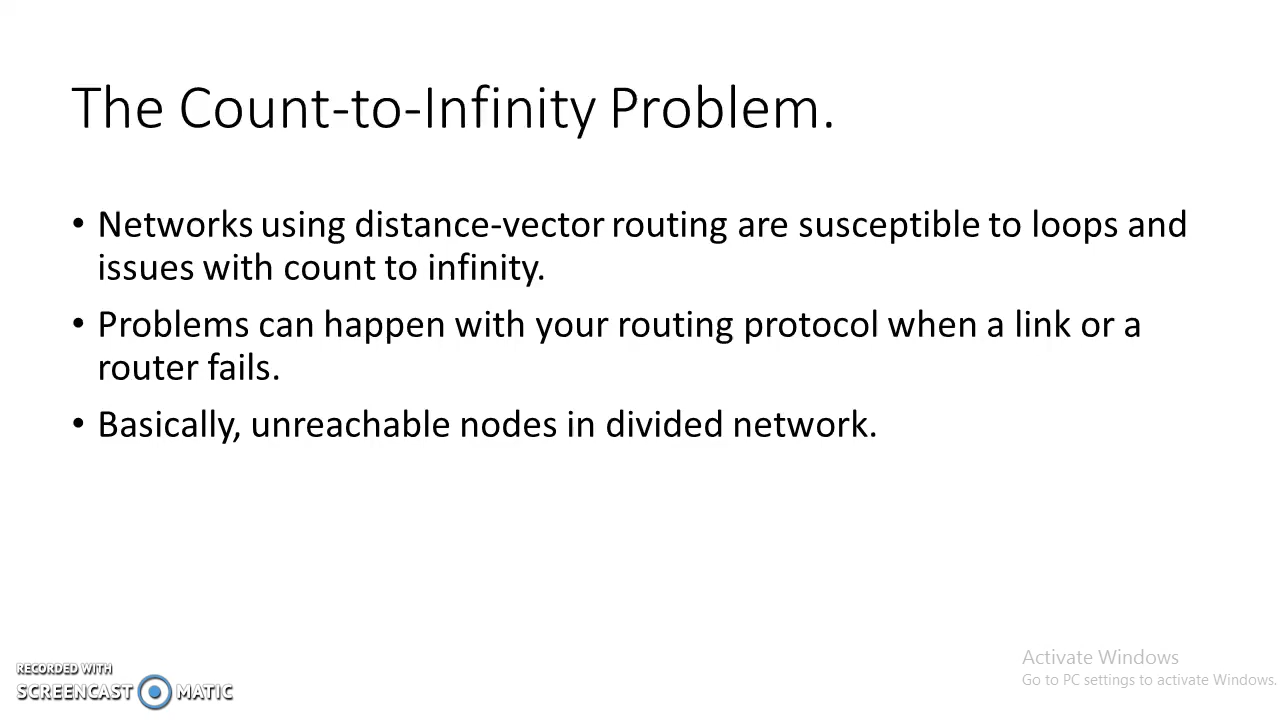 The Count-to-Infinity Problem.
• Networks using distance-vector routing are susceptible to loops and
issues with count to infinity.
• Problems can happen with your routing protocol when a link or a
router fails.
• Basically, unreachable nodes in divided network.
RECORDED WITH
SCREENCAST MATIC
Activate Windows
Go to PC settings to activate Windows.